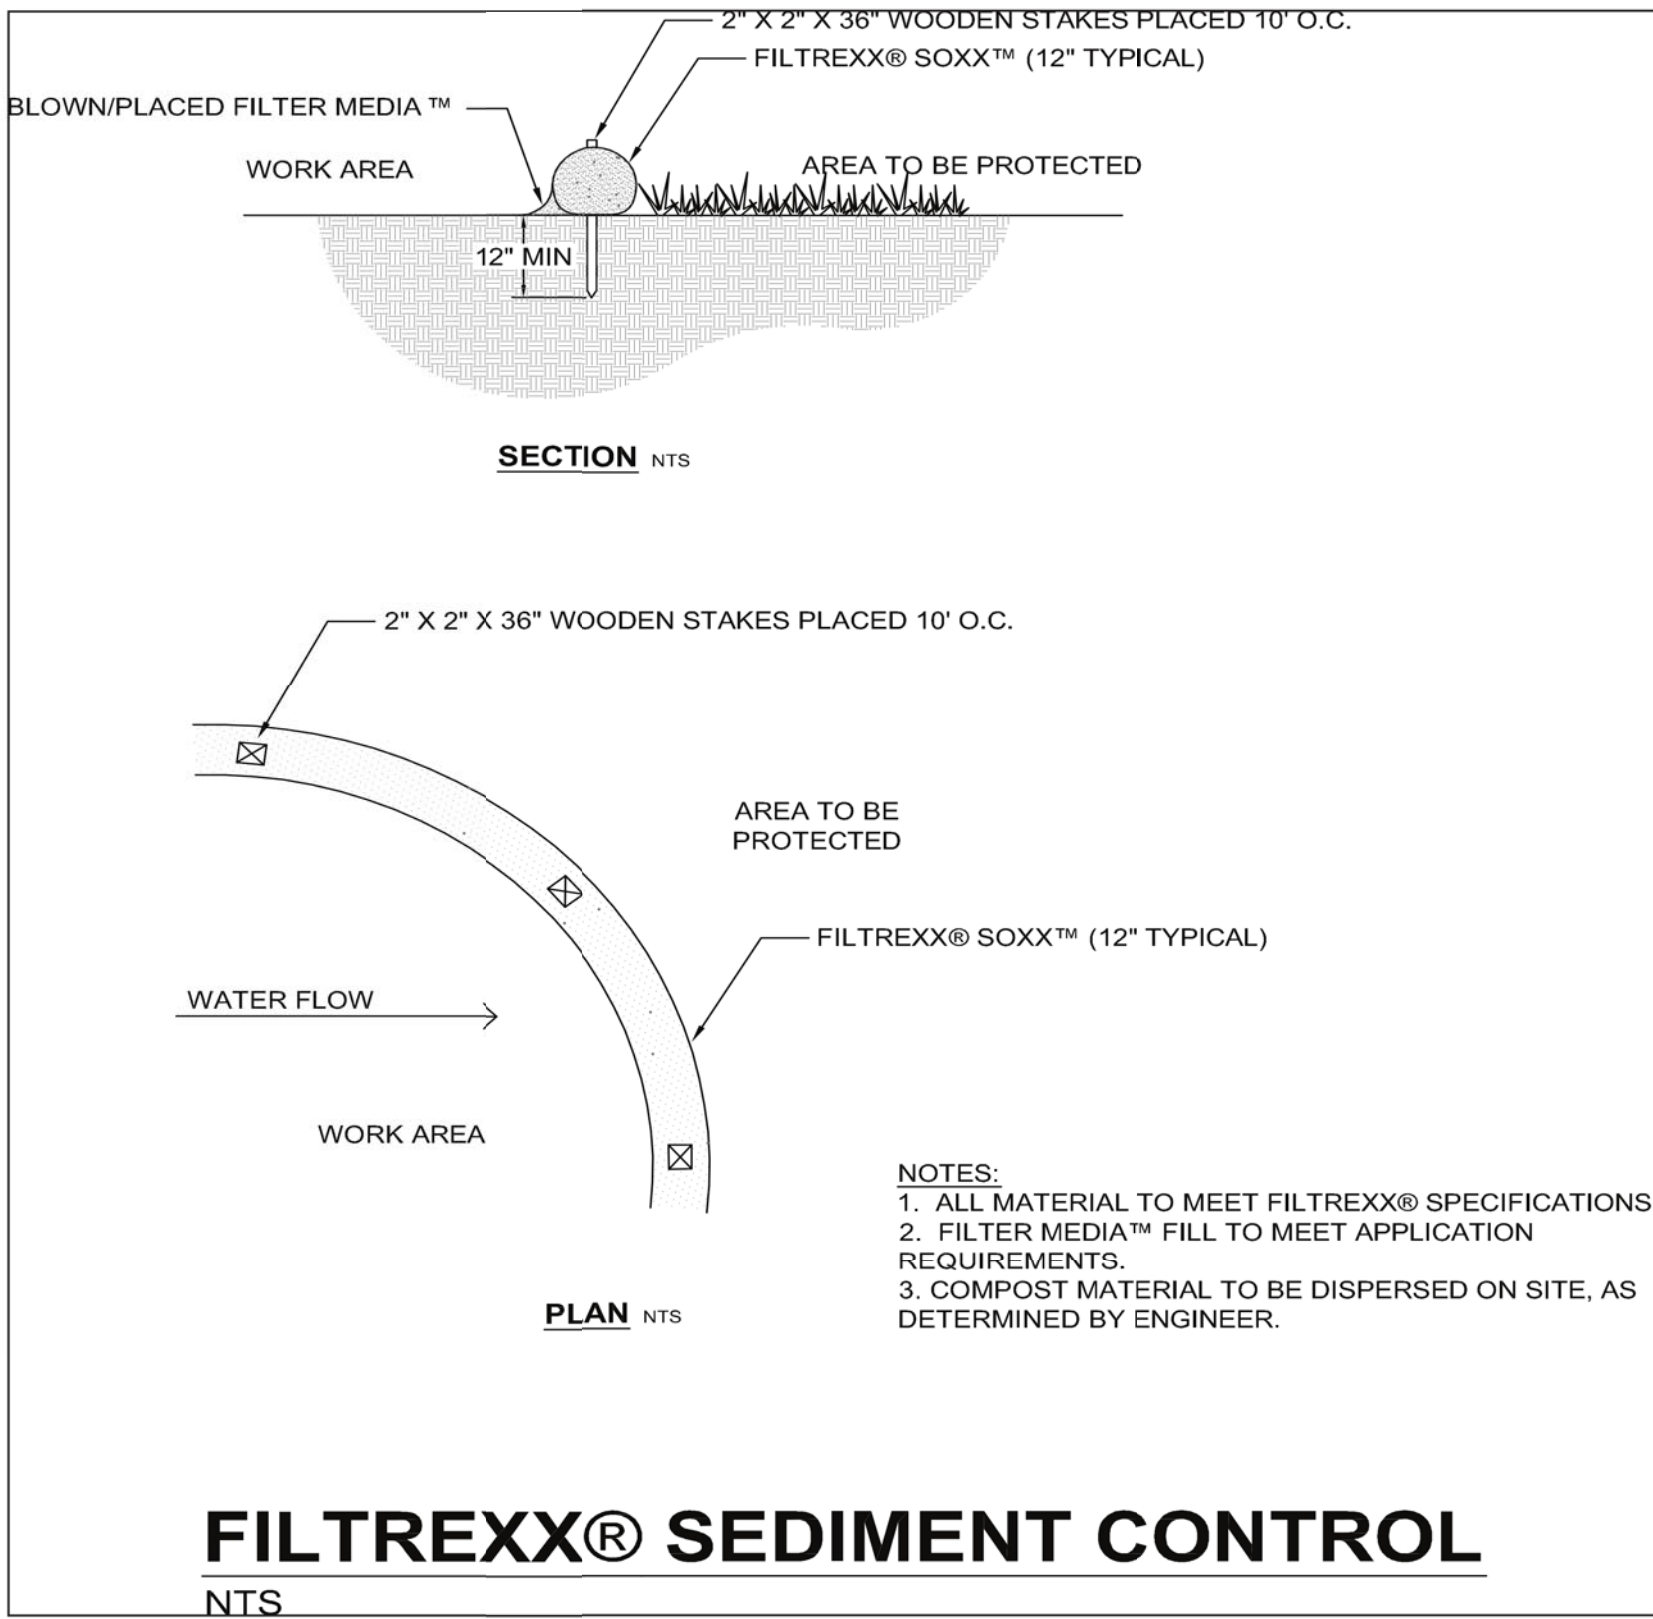 2" X 2" X 36" WOODEN STAKES PLACED 10' O.C.
FILTREXX® SOXX™ (12" TYPICAL)
BLOWN/PLACED FILTER MEDIA ™
WORK AREA
AREA TO BE PROTECTED
12" MIN
SECTION NTS
2" X 2" X 36" WOODEN STAKES PLACED 10' O.C.
AREA TO BE
PROTECTED
FILTREXX® SOXX™ (12" TYPICAL)
WATER FLOW
WORK AREA
NOTES:
1. ALL MATERIAL TO MEET FILTREXX® SPECIFICATIONS
2. FILTER MEDIA™ FILL TO MEET APPLICATION
REQUIREMENTS.
3. COMPOST MATERIAL TO BE DISPERSED ON SITE, AS
DETERMINED BY ENGINEER.
PLAN NTS
FILTREXX® SEDIMENT CONTROL
NTS